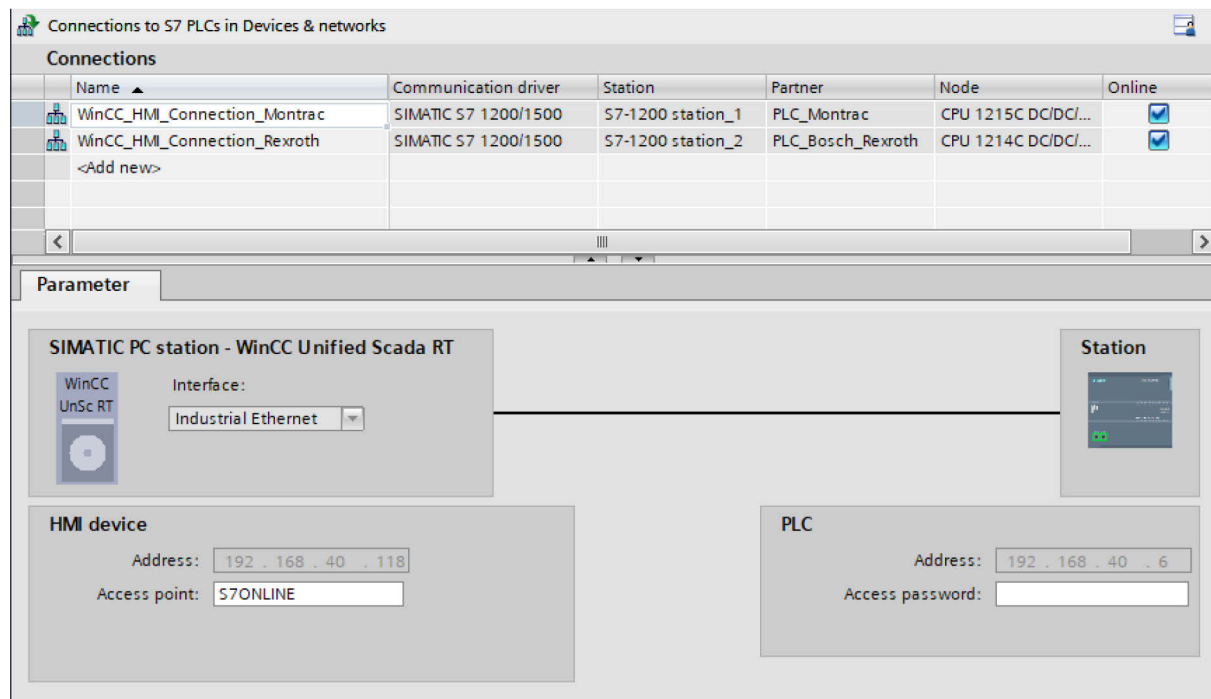 Connections to S7 PLCs in Devices & networks
Connections
Name Communication driver Station Partner Node Online
WinCC_HMI_Connection_Montrac SIMATIC S7 1200/1500 S7-1200 station_1 PLC_Montrac CPU 1215C DC/DC/...
WinCC_HMI_Connection_Rexroth SIMATIC S7 1200/1500 S7-1200 station_2 PLC_Bosch_Rexroth CPU 1214C DC/DC/...
<Add new>
Parameter
SIMATIC PC station - WinCC Unified Scada RT
Station
WinCC
UnSc RT
Interface:
Industrial Ethernet
HMI device
Address: 192 . 168 . 40 . 118
Access point: S7ONLINE
PLC
Address: 192 . 168 . 40 . 6
Access password: